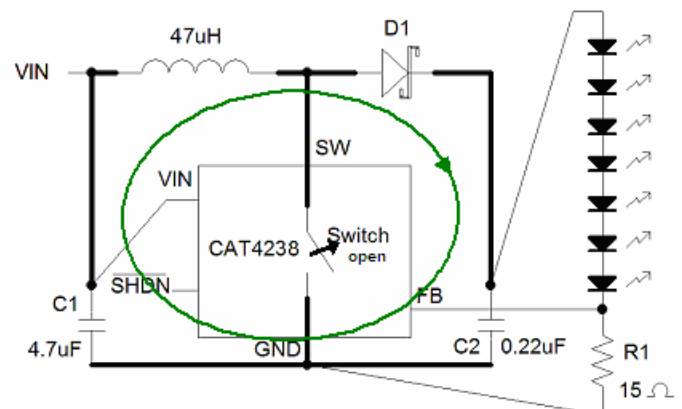 47uH
D1
VIN
SW
VIN
CAT4238
Switch
open
SHDN
FB
C1
4.7uF
GND
C2
0.22uF
R1
15 Ω